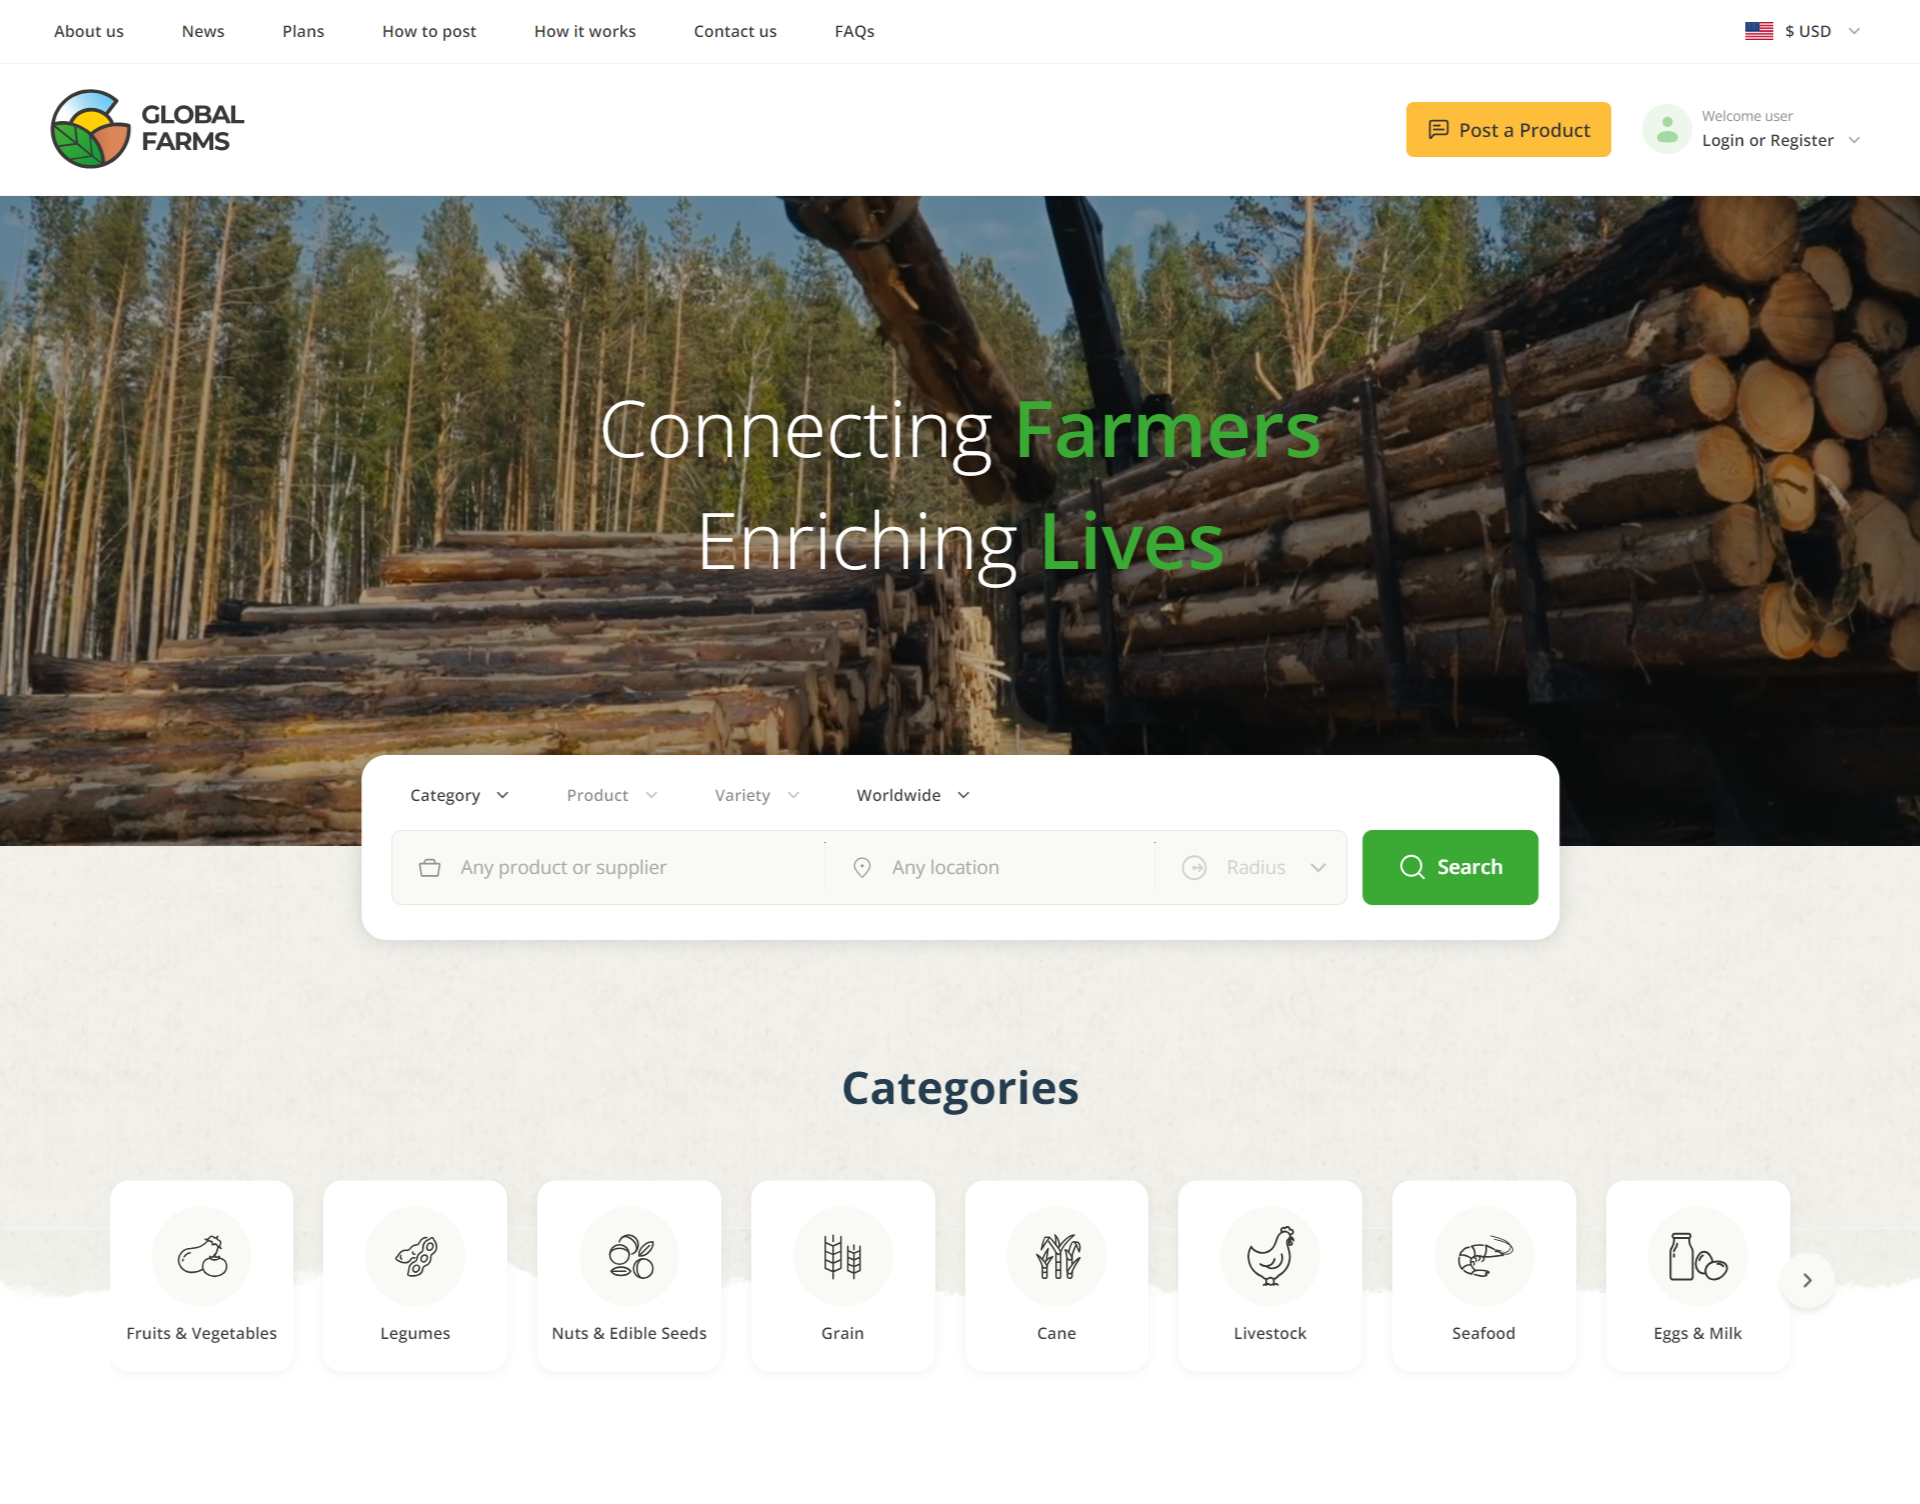 About us News Plans How to post How it works Contact us FAQs $ USD
GLOBAL
FARMS
Post a Product
Welcome user
Login or Register
Connecting Farmers
Enriching Lives
Category Product Variety Worldwide
Any product or supplier Any location Radius Search
Categories
Fruits & Vegetables Legumes Nuts & Edible Seeds Grain Cane Livestock Seafood Eggs & Milk